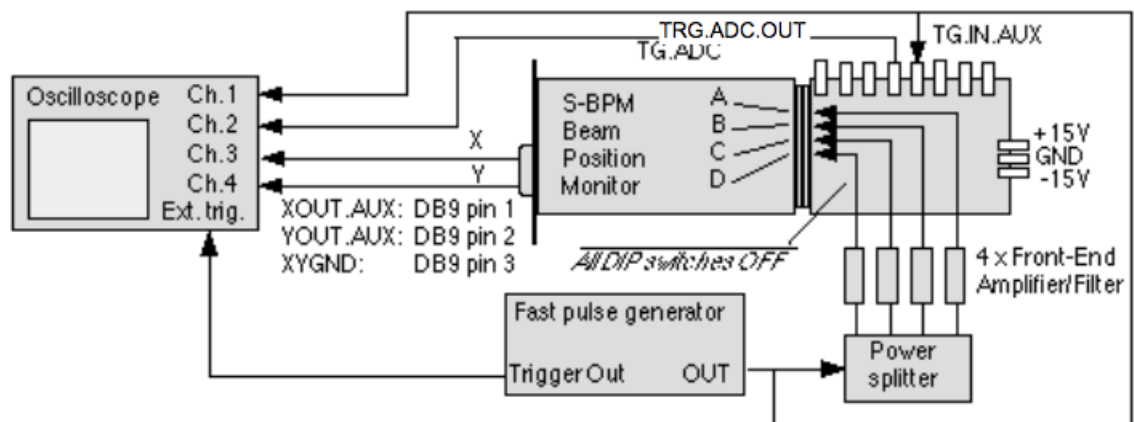 TRG.ADC.OUT
TG.ADC
TG.IN.AUX
Oscilloscope
Ch.1
Ch.2
Ch.3
Ch.4
Ext. trig.
X
Y
XOUT.AUX: DB9 pin 1
YOUT.AUX: DB9 pin 2
XYGND: DB9 pin 3
S-BPM
Beam
Position
Monitor
A
B
C
D
+15V
GND
-15V
All DIP switches OFF
4 x Front-End
Amplifier/Filter
Fast pulse generator
Trigger Out
OUT
Power
splitter